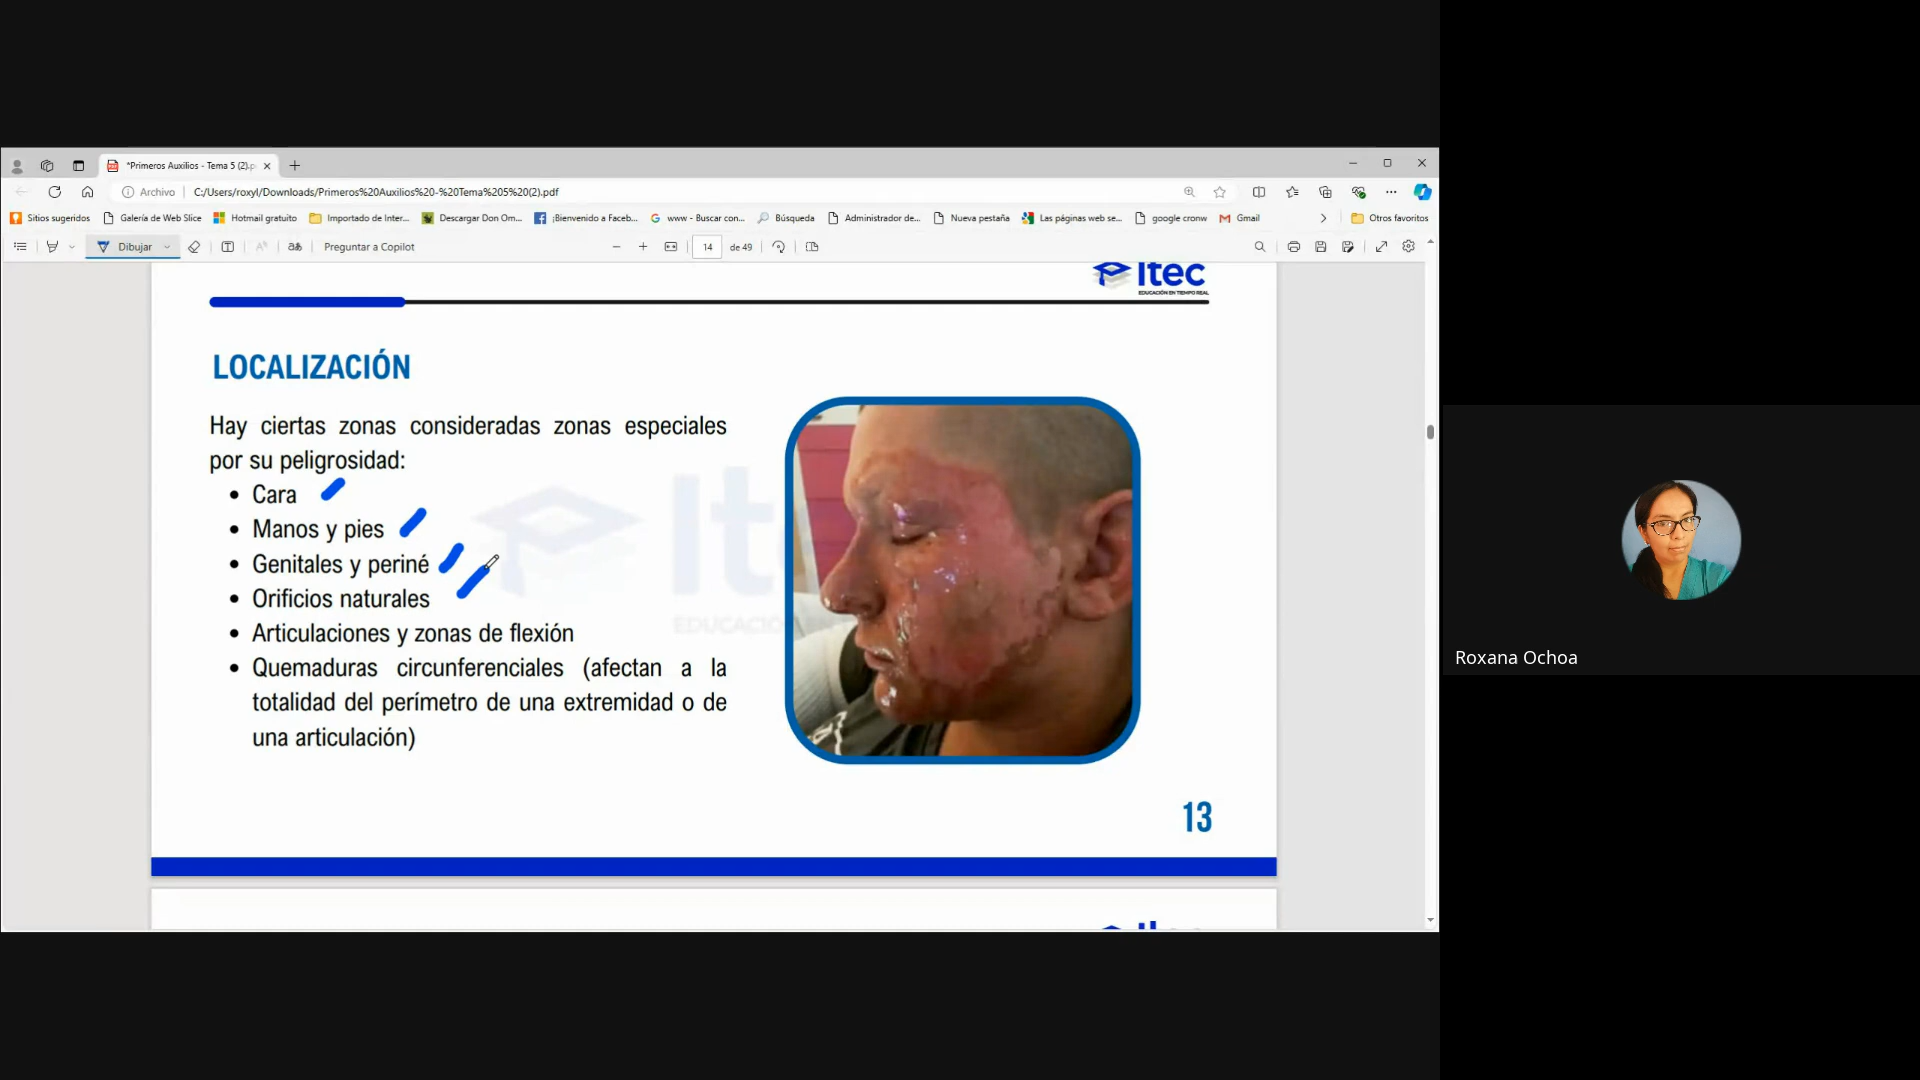 *Primeros Auxilios - Tema 5 (2).p
Archivo
C:/Users/roxyl/Downloads/Primeros%20Auxilios%20-%20Tema%205%20(2).pdf
Sitios sugeridos
Galería de Web Slice
Hotmail gratuito
Importado de Inter...
Descargar Don Om...
¡Bienvenido a Faceb...
www - Buscar con...
Búsqueda
Administrador de...
Nueva pestaña
Las páginas web se...
google cronw
Gmail
Otros favoritos
Dibujar
Preguntar a Copilot
14 de 49
Itec
EDUCACIÓN EN TIEMPO REAL
LOCALIZACIÓN
Hay ciertas zonas consideradas zonas especiales
por su peligrosidad:
• Cara
• Manos y pies
• Genitales y periné
• Orificios naturales
• Articulaciones y zonas de flexión
• Quemaduras circunferenciales (afectan a la
totalidad del perímetro de una extremidad o de
una articulación)
13
Roxana Ochoa